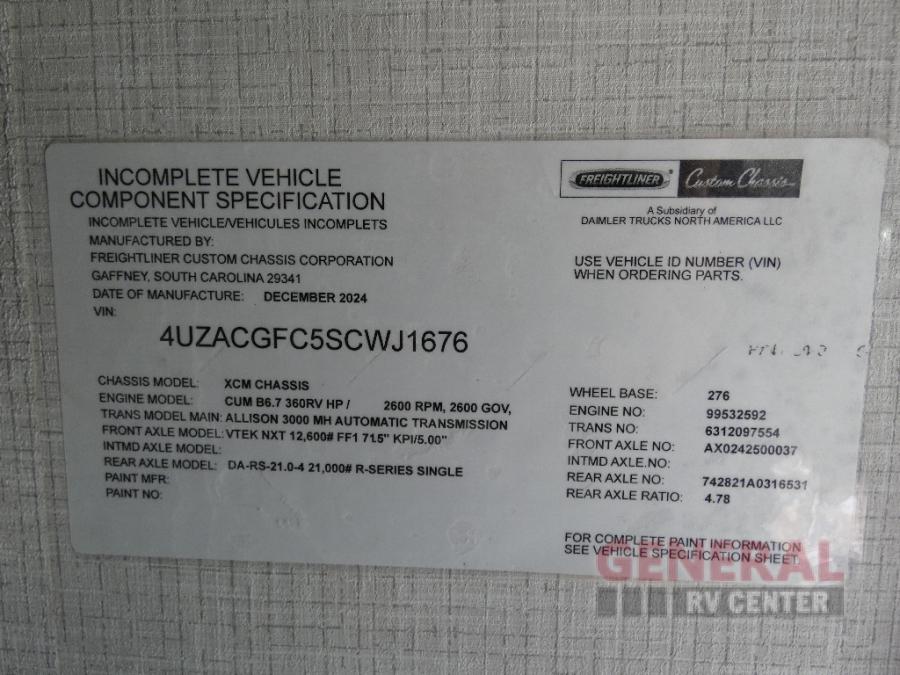 INCOMPLETE VEHICLE
COMPONENT SPECIFICATION
INCOMPLETE VEHICLE/VEHICULES INCOMPLETS
MANUFACTURED BY:
FREIGHTLINER CUSTOM CHASSIS CORPORATION
GAFFNEY, SOUTH CAROLINA 29341
DATE OF MANUFACTURE: DECEMBER 2024
VIN:
4UZACGFC5SCWJ1676
FREIGHTLINER Custom Chassis
A Subsidiary of
DAIMLER TRUCKS NORTH AMERICA LLC
USE VEHICLE ID NUMBER (VIN)
WHEN ORDERING PARTS.
CHASSIS MODEL: XCM CHASSIS
ENGINE MODEL: CUM B6.7 360RV HP / 2600 RPM, 2600 GOV,
TRANS MODEL MAIN: ALLISON 3000 MH AUTOMATIC TRANSMISSION
FRONT AXLE MODEL: VTEK NXT 12,600# FF1 71.5" KPI/5.00"
INTMD AXLE MODEL:
REAR AXLE MODEL: DA-RS-21.0-4 21,000# R-SERIES SINGLE
PAINT MFR:
PAINT NO:
WHEEL BASE: 276
ENGINE NO: 99532592
TRANS NO: 6312097554
FRONT AXLE NO: AX0242500037
INTMD AXLE.NO:
REAR AXLE NO: 742821A0316531
REAR AXLE RATIO: 4.78
FOR COMPLETE PAINT INFORMATION
SEE VEHICLE SPECIFICATION SHEET.
GENERAL
RV CENTER